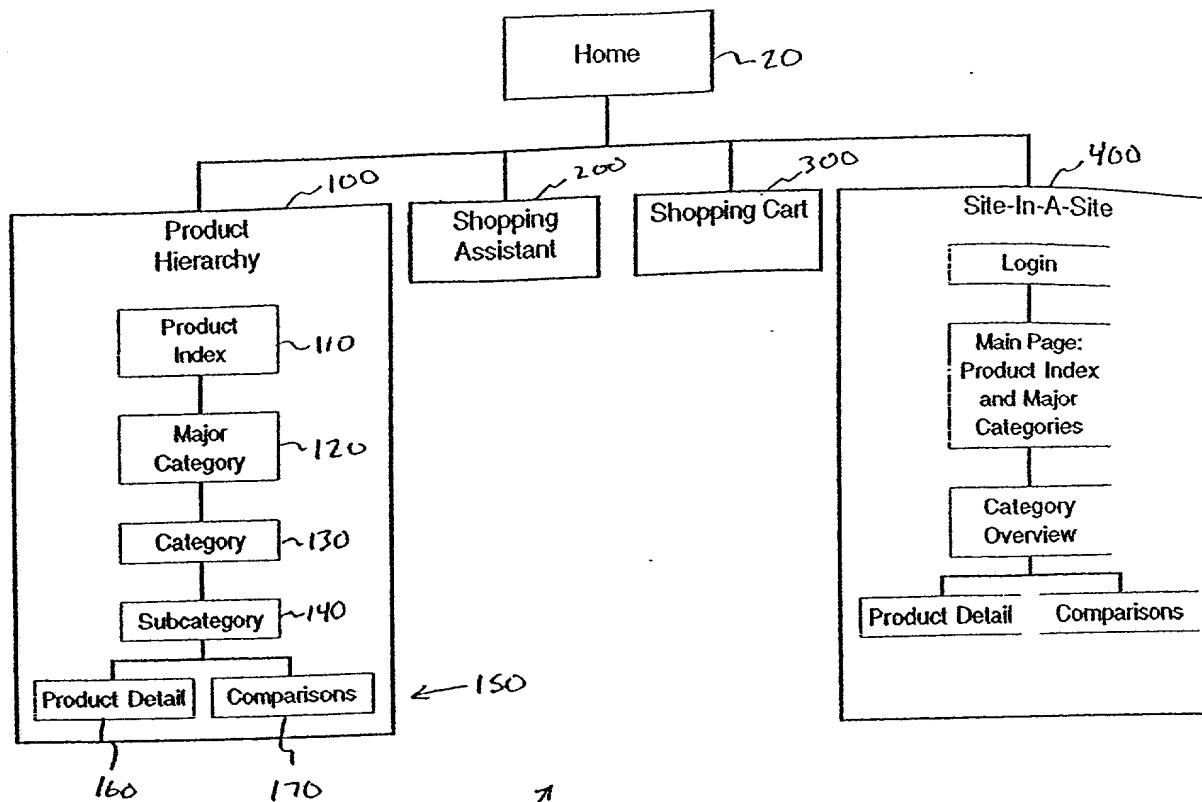 Home
20
100
200
300
400
Product
Hierarchy
Shopping
Assistant
Shopping Cart
Site-In-A-Site
Login
Product
Index
110
Main Page:
Product Index
and Major
Categories
Major
Category
120
Category
130
Category
Overview
Subcategory
140
Product Detail
Comparisons
150
Product Detail
Comparisons
160
170